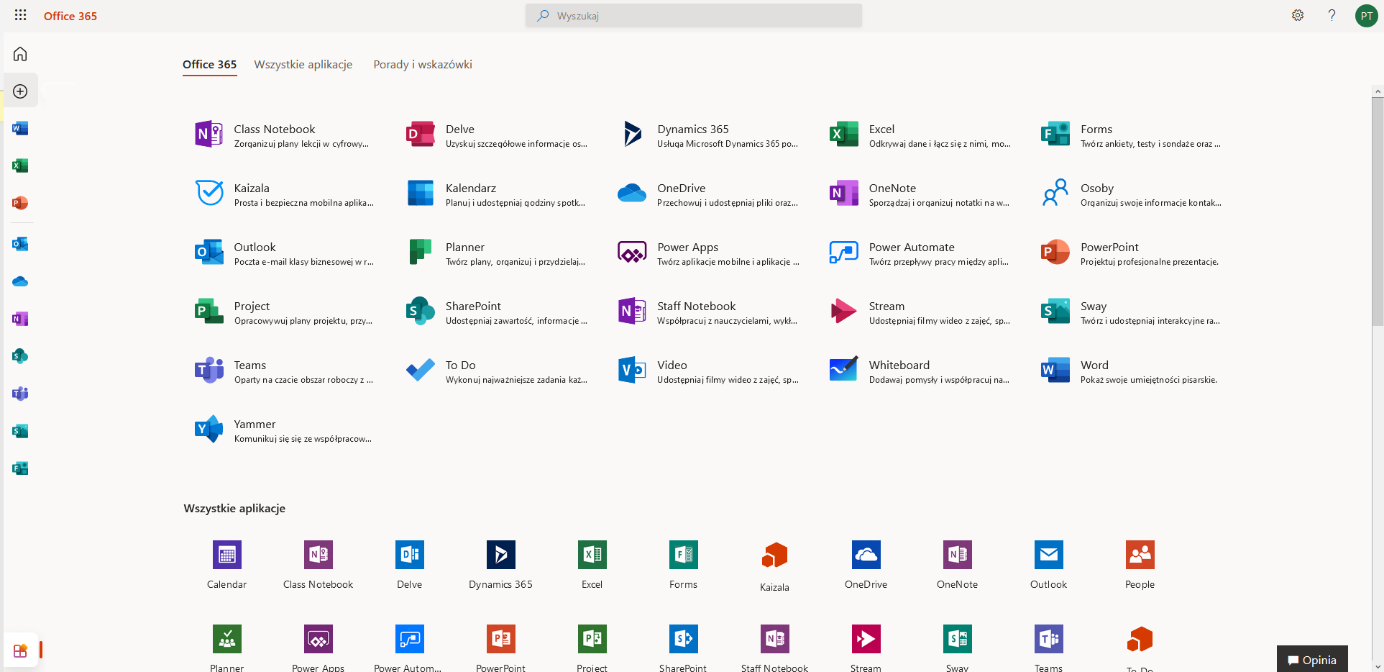 Office 365
Wyszukaj
?
PT
Office 365 Wszystkie aplikacje Porady i wskazówki
Class Notebook
Zorganizuj plany lekcji w cyfrowy...
Delve
Uzyskuj szczegółowe informacje os...
Dynamics 365
Usługa Microsoft Dynamics 365 po...
Excel
Odkrywaj dane i łącz się z nimi, mo...
Forms
Twórz ankiety, testy i sondaże oraz ...
Kaizala
Prosta i bezpieczna mobilna aplika...
Kalendarz
Planuj i udostępniaj godziny spotk...
OneDrive
Przechowuj i udostępniaj pliki oraz...
OneNote
Sporządzaj i organizuj notatki na w...
Osoby
Organizuj swoje informacje kontak...
Outlook
Poczta e-mail klasy biznesowej w r...
Planner
Twórz plany, organizuj i przydzielaj...
Power Apps
Twórz aplikacje mobilne i aplikacje ...
Power Automate
Twórz przepływy pracy między apli...
PowerPoint
Projektuj profesjonalne prezentacje.
Project
Opracowywuj plany projektu, przy...
SharePoint
Udostępniaj zawartość, informacje ...
Staff Notebook
Współpracuj z nauczycielami, wykł...
Stream
Udostępniaj filmy wideo z zajęć, sp...
Sway
Twórz i udostępniaj interakcyjne ra...
Teams
Oparty na czacie obszar roboczy z ...
To Do
Wykonuj najważniejsze zadania każ...
Video
Udostępniaj filmy wideo z zajęć, sp...
Whiteboard
Dodawaj pomysły i współpracuj na...
Word
Pokaż swoje umiejętności pisarskie.
Yammer
Komunikuj się się ze współpracow...
Wszystkie aplikacje
Calendar
Class Notebook
Delve
Dynamics 365
Excel
Forms
Kaizala
OneDrive
OneNote
Outlook
People
Planner
Power Apps
Power Autom...
PowerPoint
Project
SharePoint
Staff Notebook
Stream
Sway
Teams
To Do
Opinia